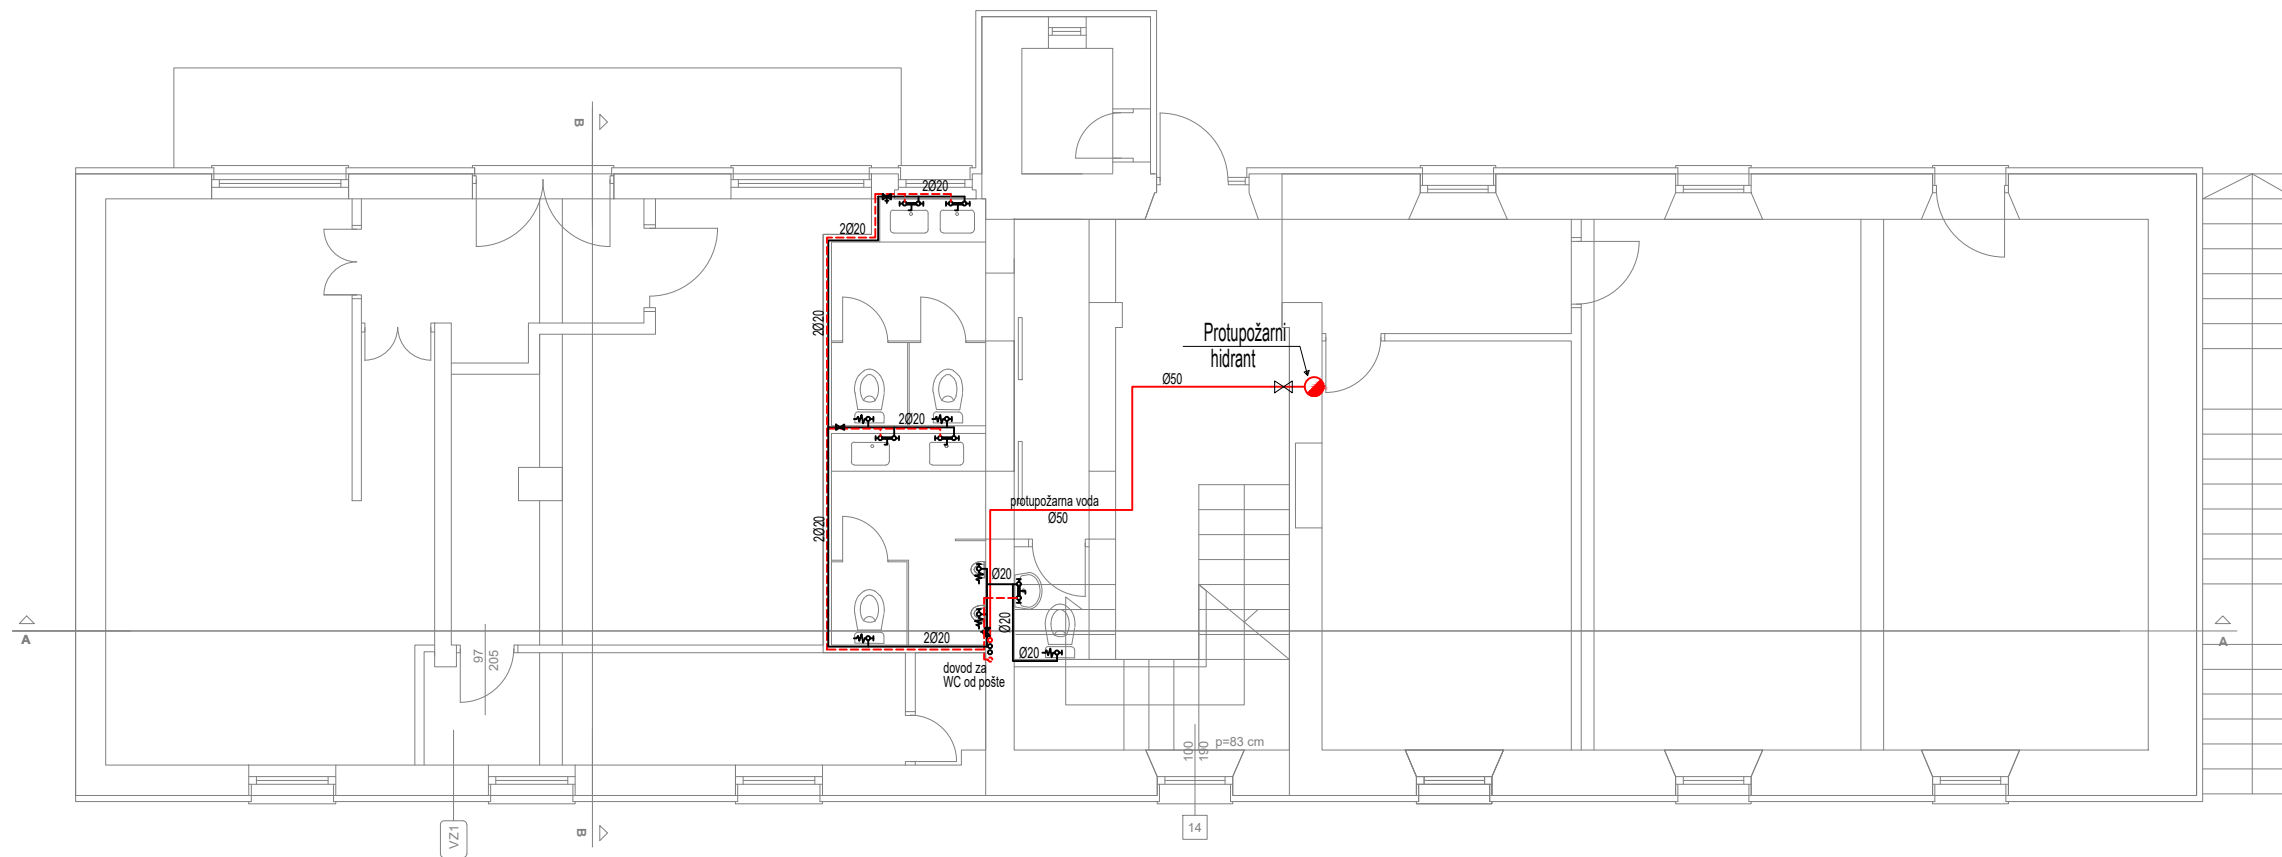 B
2Ø20
2Ø20
2Ø20
Protupožarni
hidrant
Ø50
2Ø20
protupožarna voda
Ø50
2Ø20
Ø20
Ø20
2Ø20
Ø20
A
A
97
205
dovod za
WC od pošte
100
190
p=83 cm
VZ1
B
14